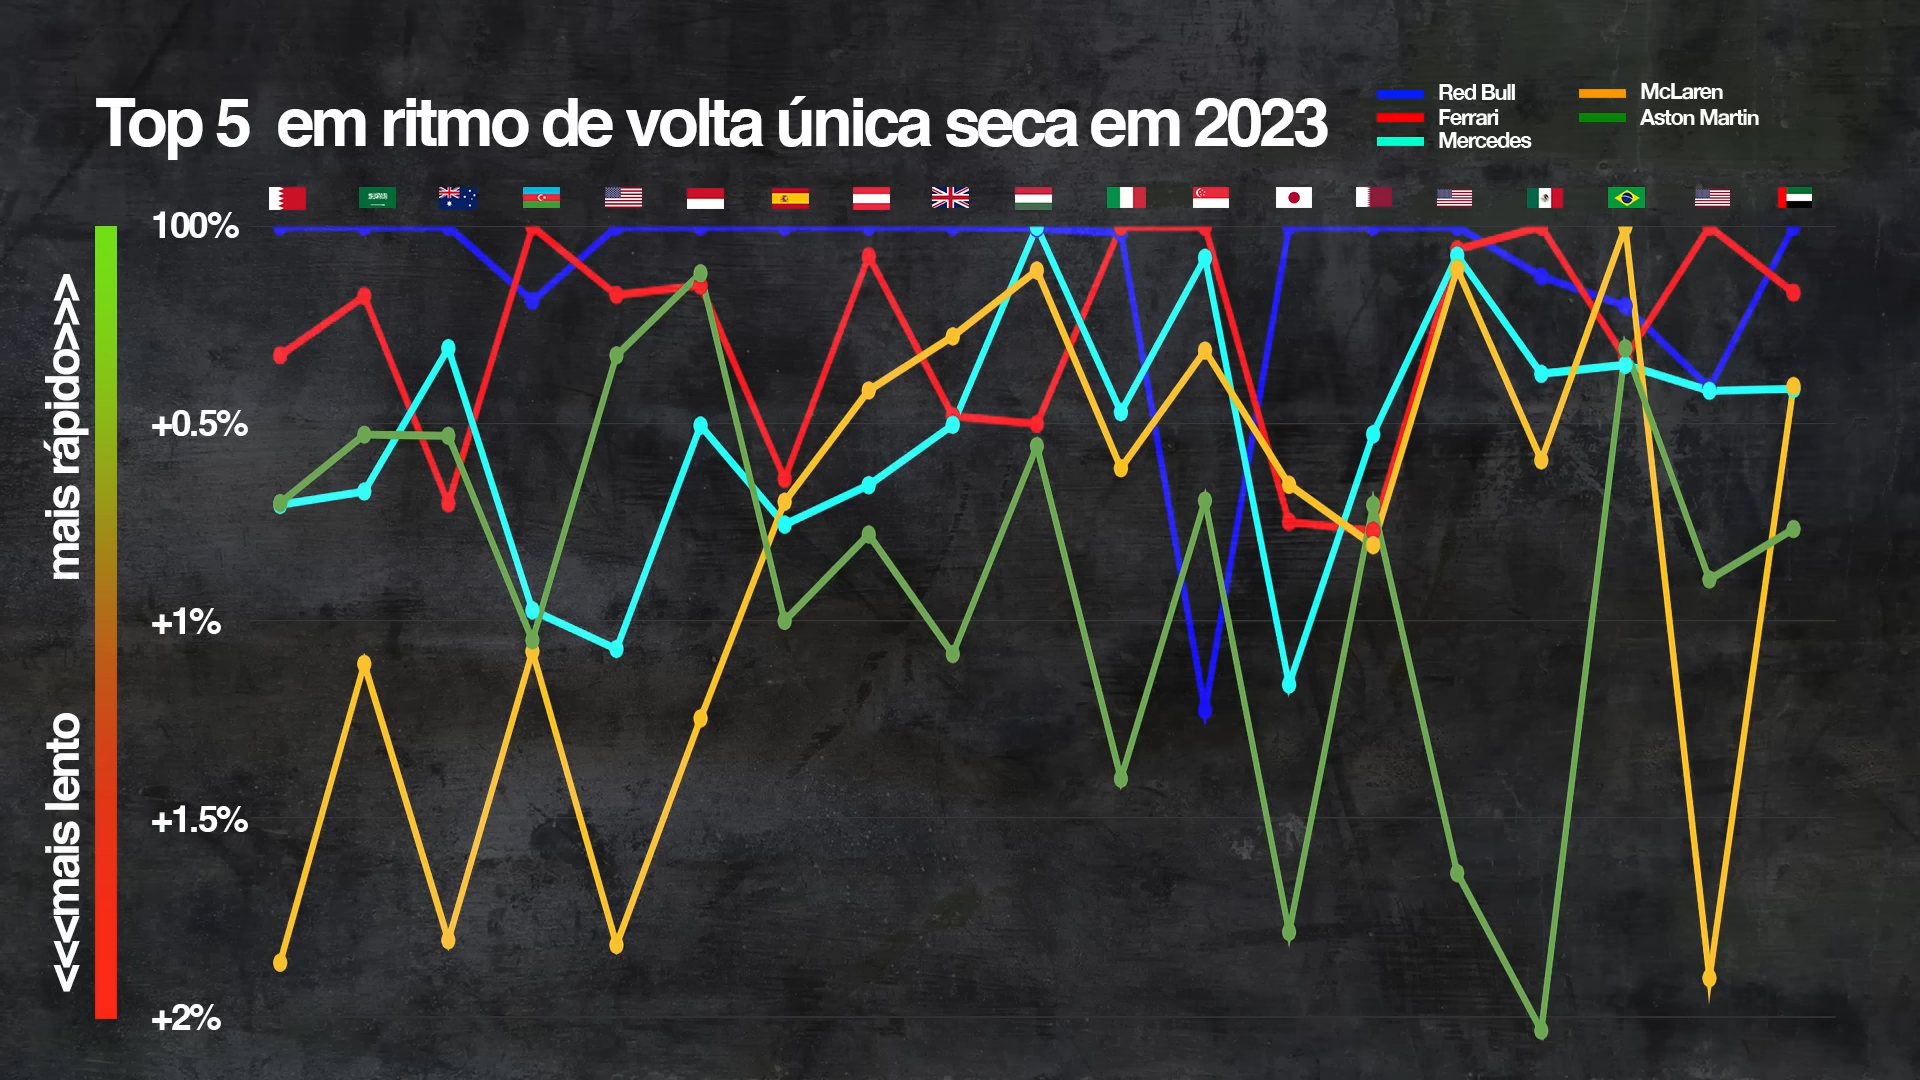 Top 5 em ritmo de volta única seca em 2023
Red Bull
Ferrari
Mercedes
McLaren
Aston Martin
100%
+0.5%
+1%
+1.5%
+2%
mais rápido>>>
<<<mais lento